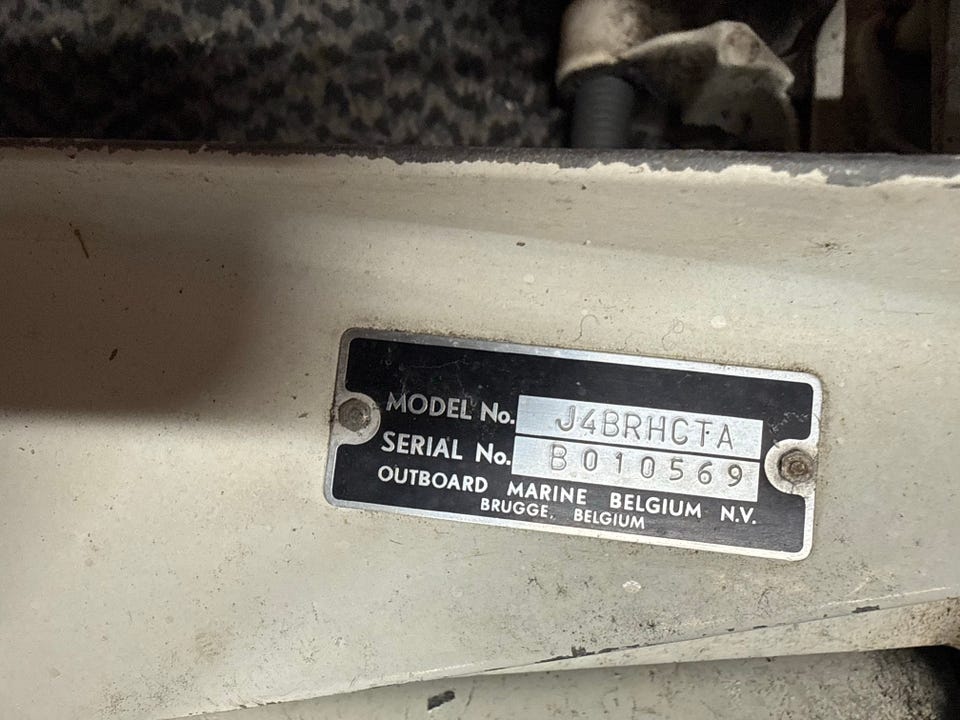 MODEL No. J4BRHCTA
SERIAL No. B010569
OUTBOARD MARINE BELGIUM N.V.
BRUGGE, BELGIUM